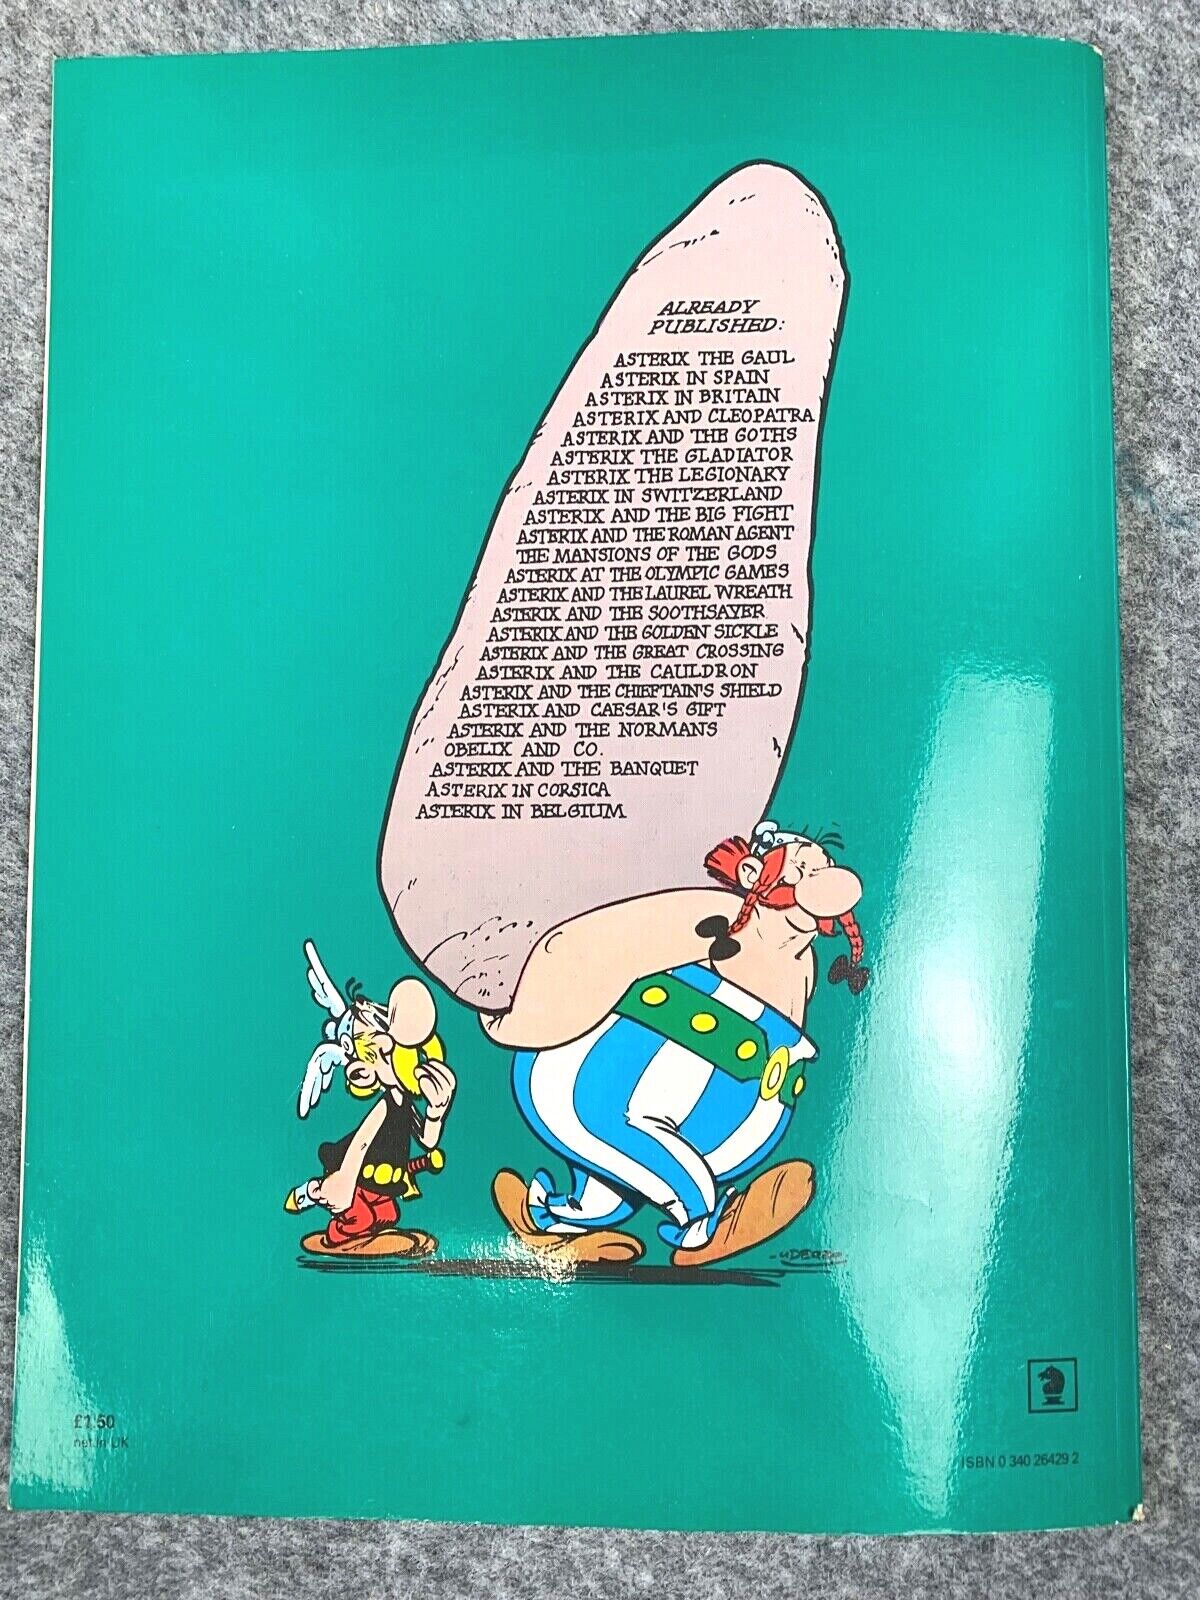 ALREADY
PUBLISHED:
ASTERIX THE GAUL
ASTERIX IN SPAIN
ASTERIX IN BRITAIN
ASTERIX AND CLEOPATRA
ASTERIX AND THE GOTHS
ASTERIX THE GLADIATOR
ASTERIX THE LEGIONARY
ASTERIX IN SWITZERLAND
ASTERIX AND THE BIG FIGHT
ASTERIX AND THE ROMAN AGENT
THE MANSIONS OF THE GODS
ASTERIX AT THE OLYMPIC GAMES
ASTERIX AND THE LAUREL WREATH
ASTERIX AND THE SOOTHSAYER
ASTERIX AND THE GOLDEN SICKLE
ASTERIX AND THE GREAT CROSSING
ASTERIX AND THE CAULDRON
ASTERIX AND THE CHIEFTAIN'S SHIELD
ASTERIX AND CAESAR'S GIFT
ASTERIX AND THE NORMANS
OBELIX AND CO.
ASTERIX AND THE BANQUET
ASTERIX IN CORSICA
ASTERIX IN BELGIUM
-UDERZO-
£1.50
net in UK
ISBN 0 340 26429 2